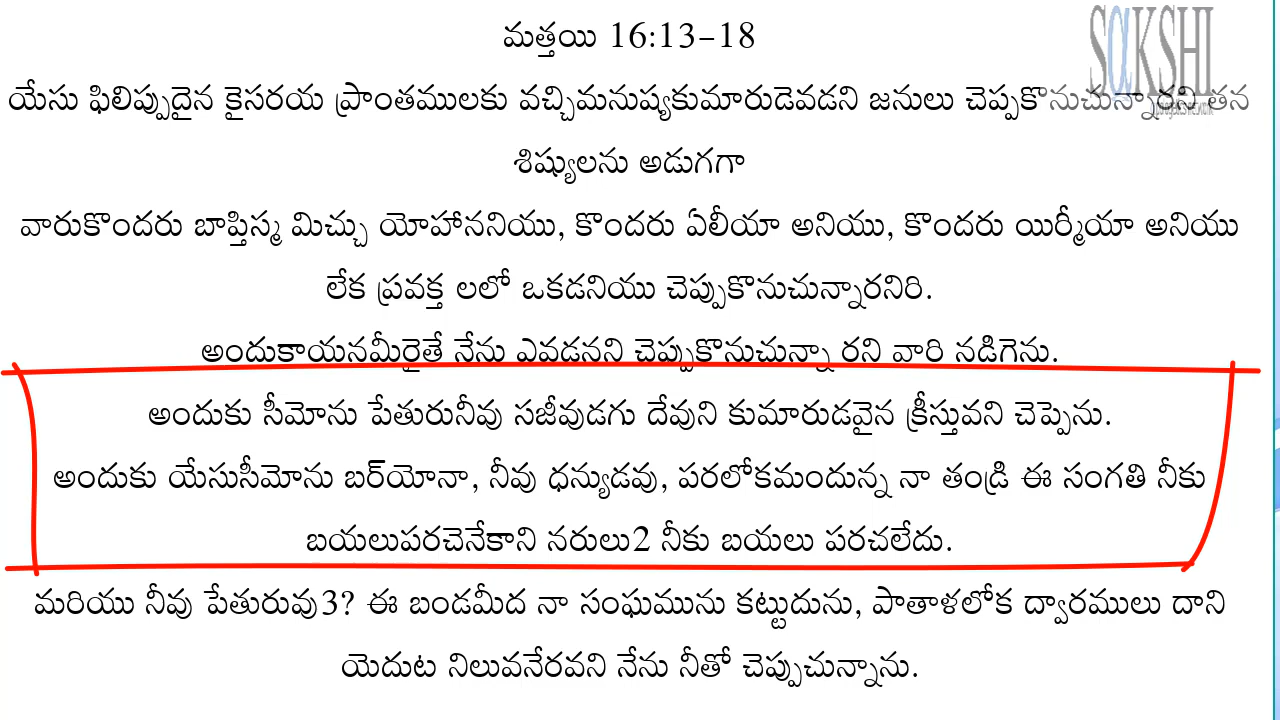 మత్తయి 16:13-18
SAKSHI
యేసు ఫిలిప్పుదైన కైసరయ ప్రాంతములకు వచ్చిమనుష్యకుమారుడెవడని జనులు చెప్పకొనుచున్నారని తన
శిష్యులను అడుగగా
వారుకొందరు బాప్తిస్మ మిచ్చు యోహాననియు, కొందరు ఏలీయా అనియు, కొందరు యిర్మీయా అనియు
లేక ప్రవక్త లలో ఒకడనియు చెప్పుకొనుచున్నారనిరి.
అందుకాయనమీరైతే నేను ఎవడనని చెప్పుకొనుచున్నా రని వారి నడిగెను.
అందుకు సీమోను పేతురునీవు సజీవుడగు దేవుని కుమారుడవైన క్రీస్తువని చెప్పెను.
అందుకు యేసుసీమోను బర్‌యోనా, నీవు ధన్యుడవు, పరలోకమందున్న నా తండ్రి ఈ సంగతి నీకు
బయలుపరచెనేకాని నరులు2 నీకు బయలు పరచలేదు.
మరియు నీవు పేతురువు3? ఈ బండమీద నా సంఘమును కట్టుదును, పాతాళలోక ద్వారములు దాని
యెదుట నిలువనేరవని నేను నీతో చెప్పుచున్నాను.